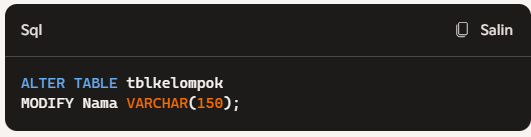 Sql
Salin
ALTER TABLE tblkelompok
MODIFY Nama VARCHAR(150);